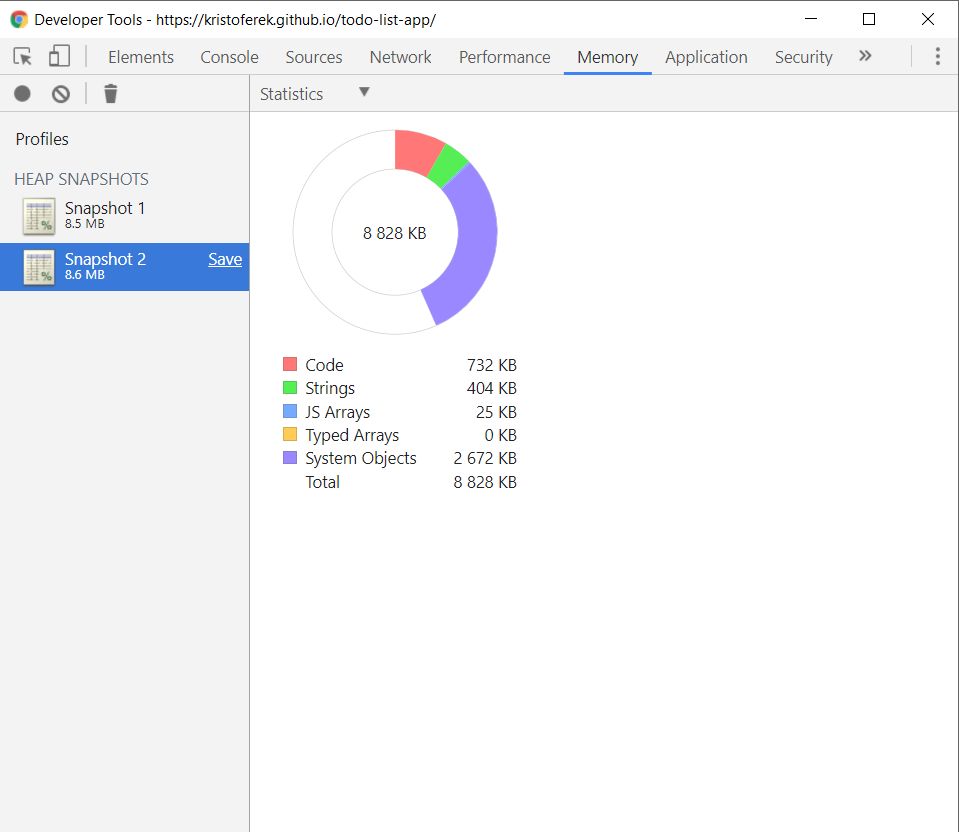 Developer Tools - https://kristoferek.github.io/todo-list-app/
Elements Console Sources Network Performance Memory Application Security »
Statistics ▼
Profiles
HEAP SNAPSHOTS
Snapshot 1
8.5 MB
Snapshot 2 Save
8.6 MB
8 828 KB
Code 732 KB
Strings 404 KB
JS Arrays 25 KB
Typed Arrays 0 KB
System Objects 2 672 KB
Total 8 828 KB